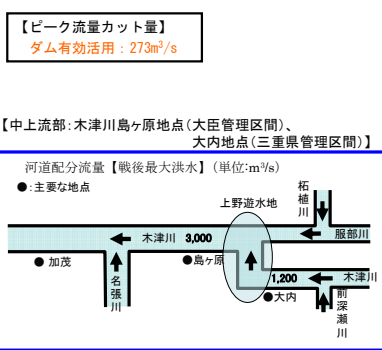 【ピーク流量カット量】
ダム有効活用：273m³/s
【中上流部:木津川島ヶ原地点(大臣管理区間)、
大内地点(三重県管理区間)】
河道配分流量【戦後最大洪水】(単位:m³/s)
●:主要な地点
上野遊水地
柘植川
木津川 3,000
服部川
●加茂
名張川
●島ヶ原
1,200
木津川
●大内
前深瀬川